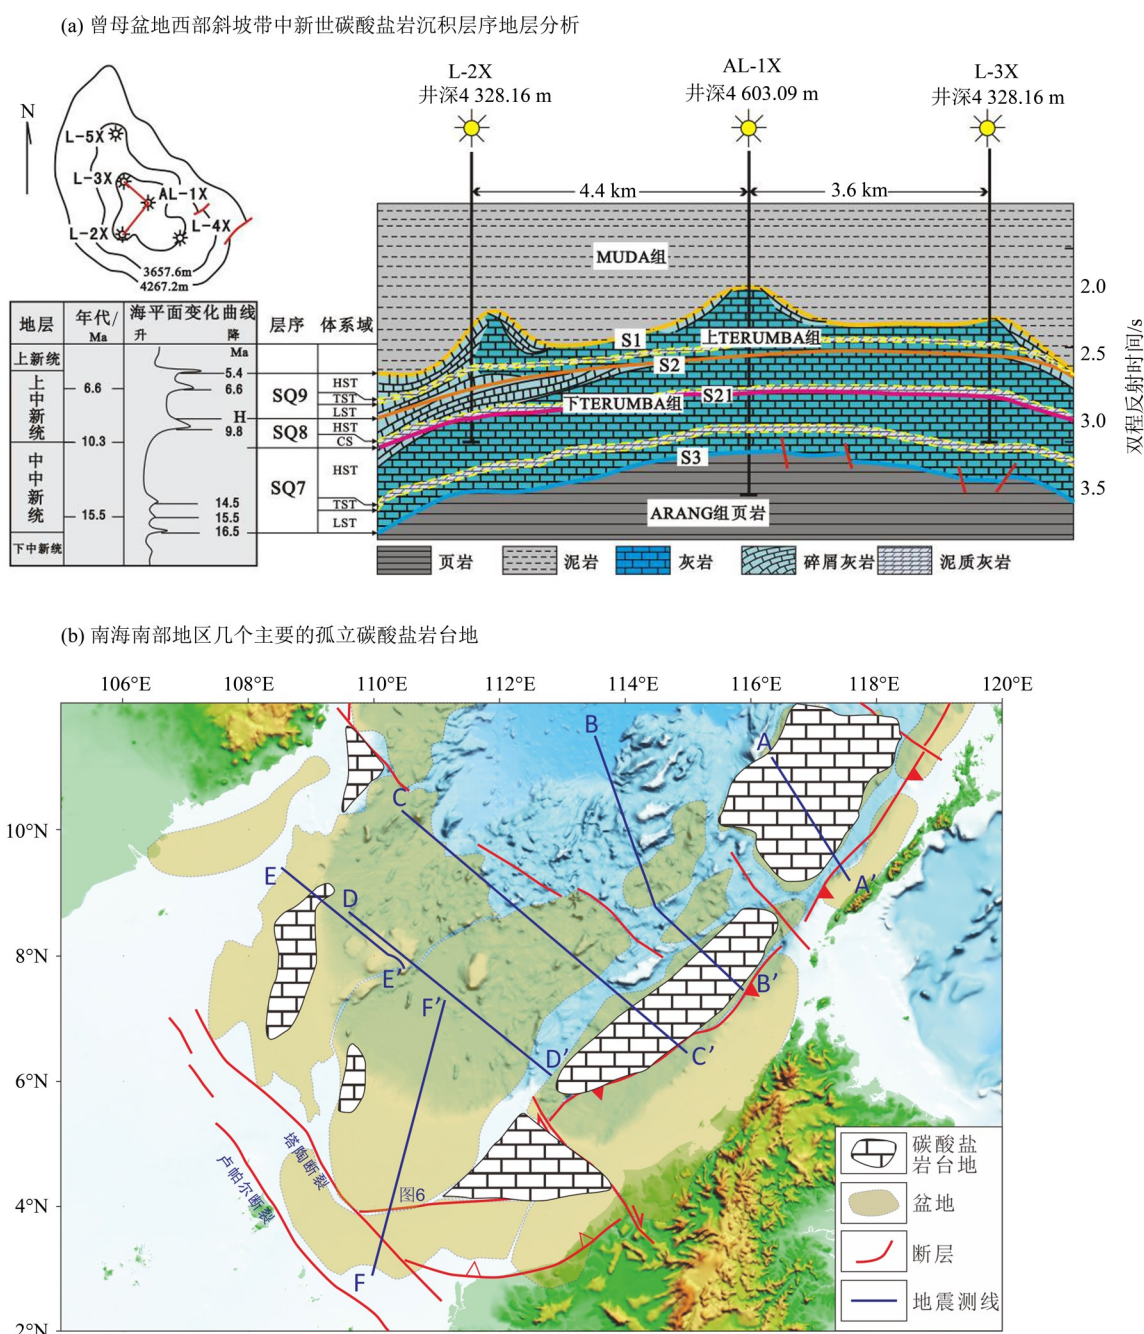 (a) 曾母盆地西部斜坡带中新世碳酸盐岩沉积层序地层分析
L-2X
井深4 328.16 m
AL-1X
井深4 603.09 m
L-3X
井深4 328.16 m
N
L-5X
L-3X
AL-1X
L-2X
L-4X
3657.6m
4267.2m
4.4 km
3.6 km
MUDA组
S1
上TERUMBA组
S2
下TERUMBA组
S21
S3
ARANG组页岩
2.0
2.5
3.0
3.5
双程反射时间/s
地层
年代/
Ma
海平面变化曲线
升
降
层序
体系域
Ma
上新统
上中新统
中中新统
下中新统
6.6
10.3
15.5
5.4
6.6
H
9.8
14.5
15.5
16.5
SQ9
SQ8
SQ7
HST
TST
LST
HST
CS
HST
TST
LST
页岩
泥岩
灰岩
碎屑灰岩
泥质灰岩
(b) 南海南部地区几个主要的孤立碳酸盐岩台地
106°E
108°E
110°E
112°E
114°E
116°E
118°E
120°E
10°N
8°N
6°N
4°N
2°N
A
A’
B
B’
C
C’
D
D’
E
E’
F’
F
塔陶断裂
卢帕尔断裂
图6
碳酸盐
岩台地
盆地
断层
地震测线